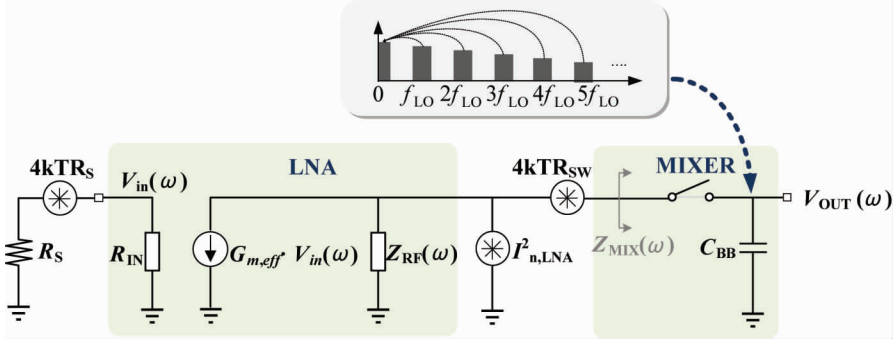 0 f_LO 2f_LO 3f_LO 4f_LO 5f_LO ....
4kTR_S V_in(ω) LNA 4kTR_SW MIXER
V_OUT(ω)
R_S R_IN G_m,eff· V_in(ω) Z_RF(ω) I²_n,LNA Z_MIX(ω) C_BB